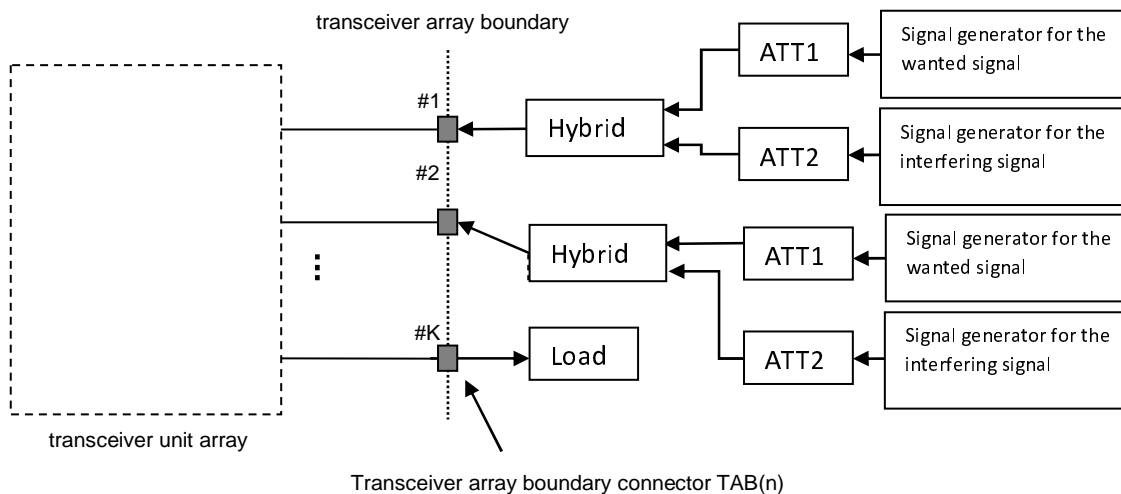 transceiver array boundary
ATT1
Signal generator for the
wanted signal
#1
Hybrid
ATT2
Signal generator for the
interfering signal
#2
Hybrid
ATT1
Signal generator for the
wanted signal
#K
Load
ATT2
Signal generator for the
interfering signal
transceiver unit array
Transceiver array boundary connector TAB(n)